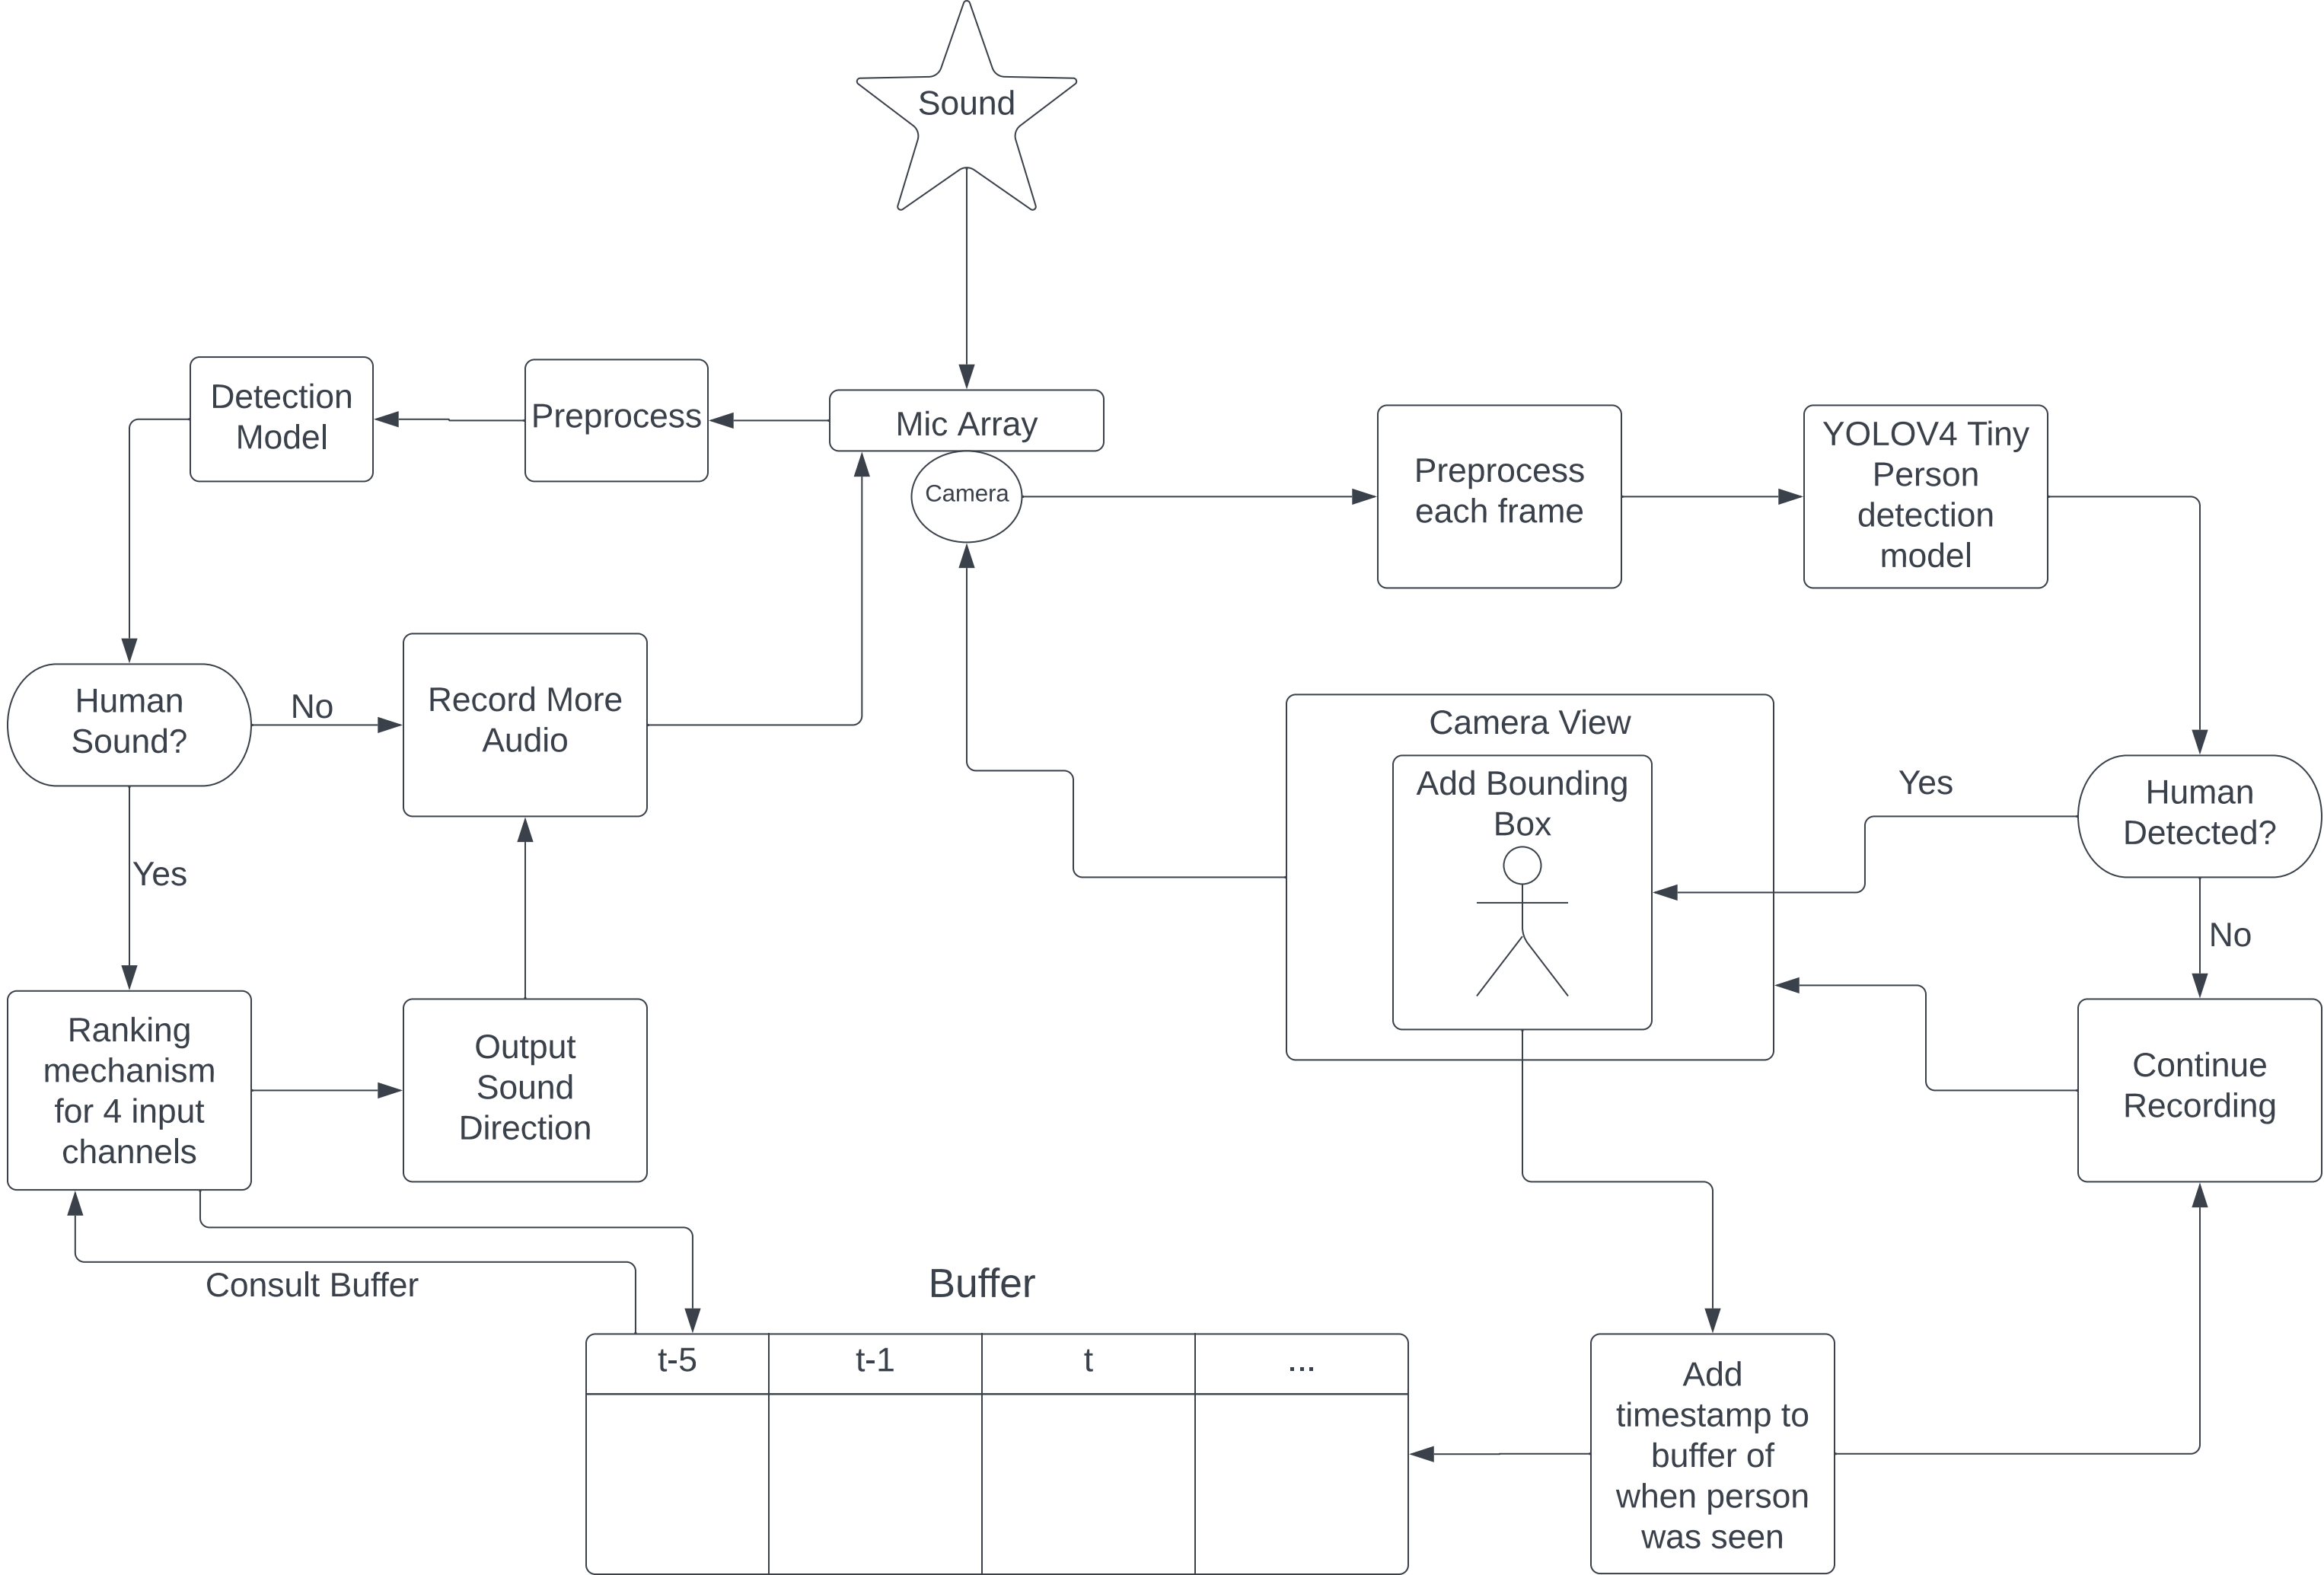 Sound
Detection
Model
Preprocess
Mic Array
Camera
Preprocess
each frame
YOLOV4 Tiny
Person
detection
model
Human
Sound?
No
Record More
Audio
Camera View
Add Bounding
Box
Yes
Human
Detected?
Yes
No
Ranking
mechanism
for 4 input
channels
Output
Sound
Direction
Continue
Recording
Consult Buffer
Buffer
t-5
t-1
t
...
Add
timestamp to
buffer of
when person
was seen